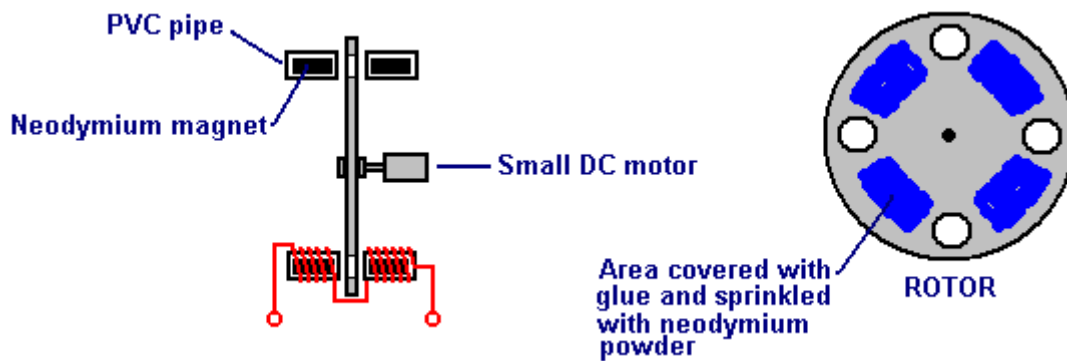 PVC pipe
Neodymium magnet
Small DC motor
Area covered with
glue and sprinkled
with neodymium
powder
ROTOR